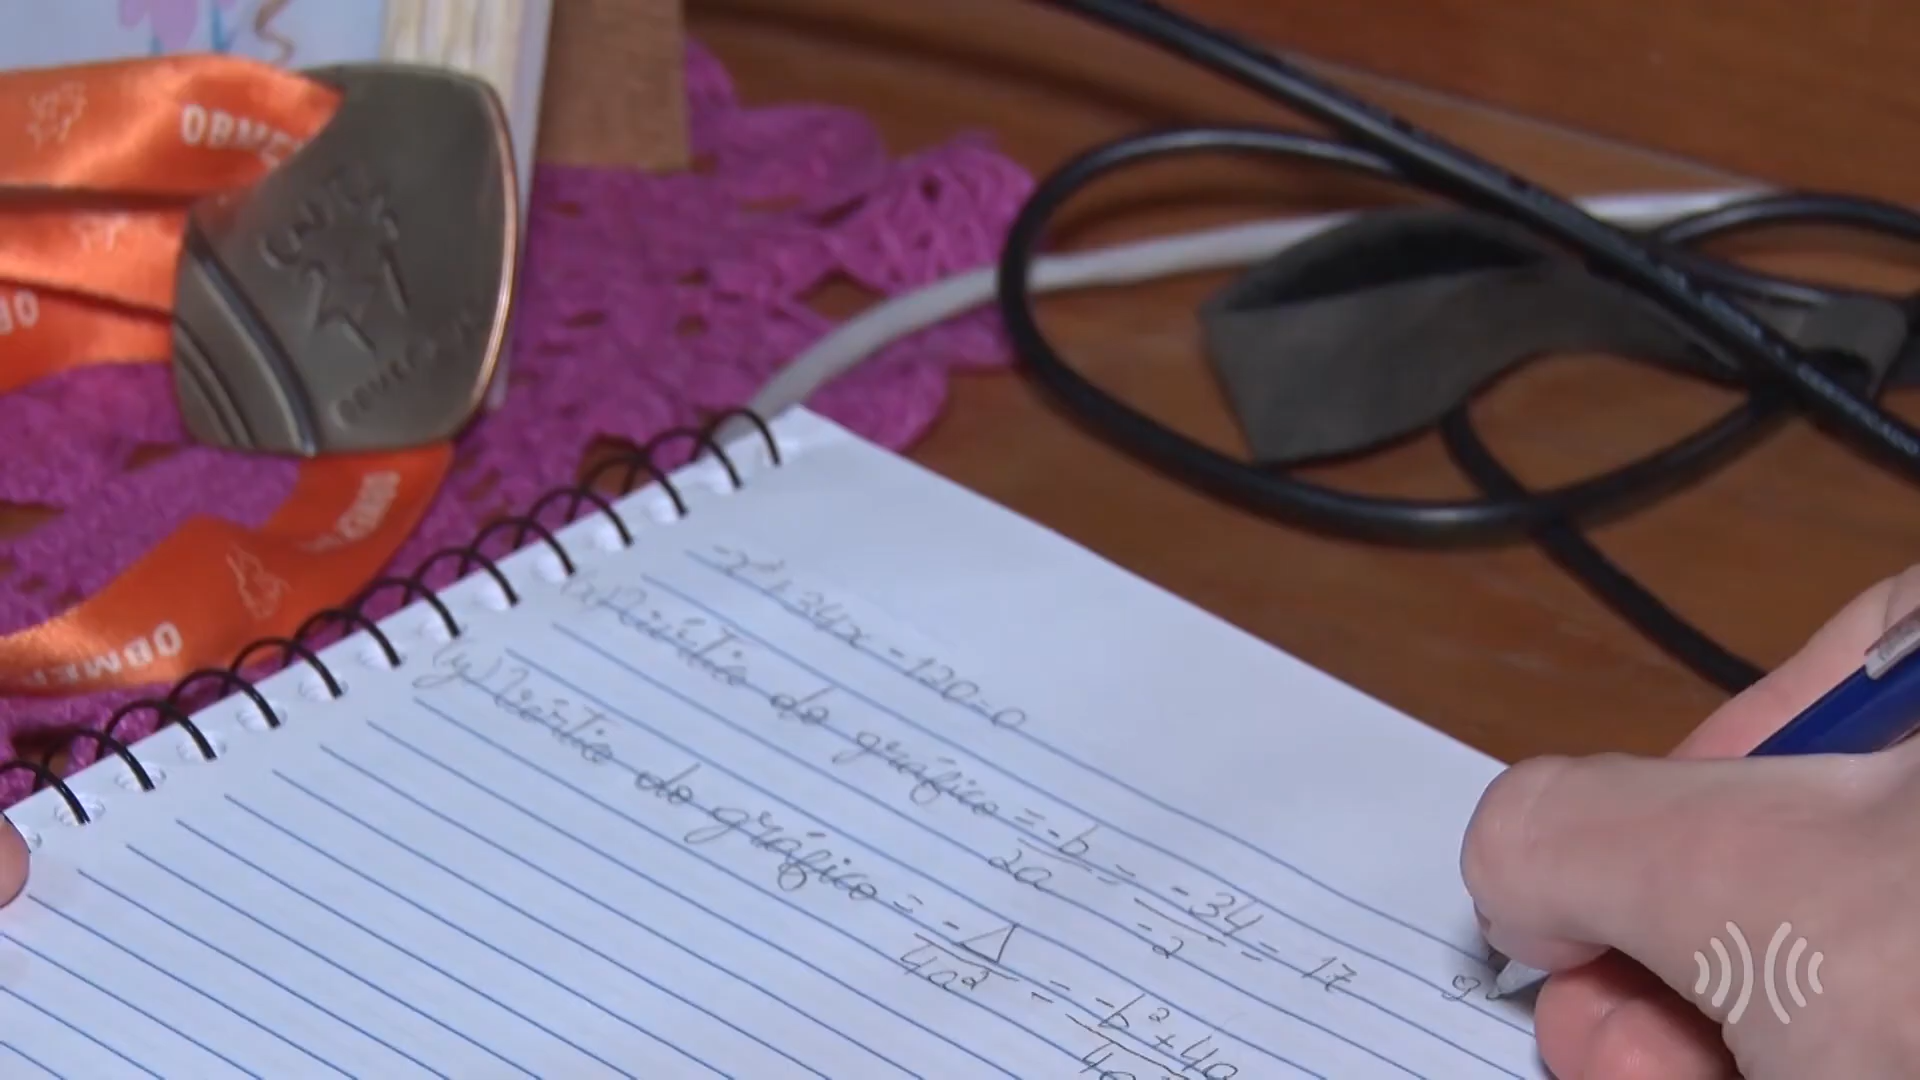 OBMEP
OBMEP
OBMEP
-x²+34x-120=0
(x) Vértice do gráfico = -b/2a = -34/-2 = 17
(y) Vértice do gráfico = -Δ/4a² = -b²+4a